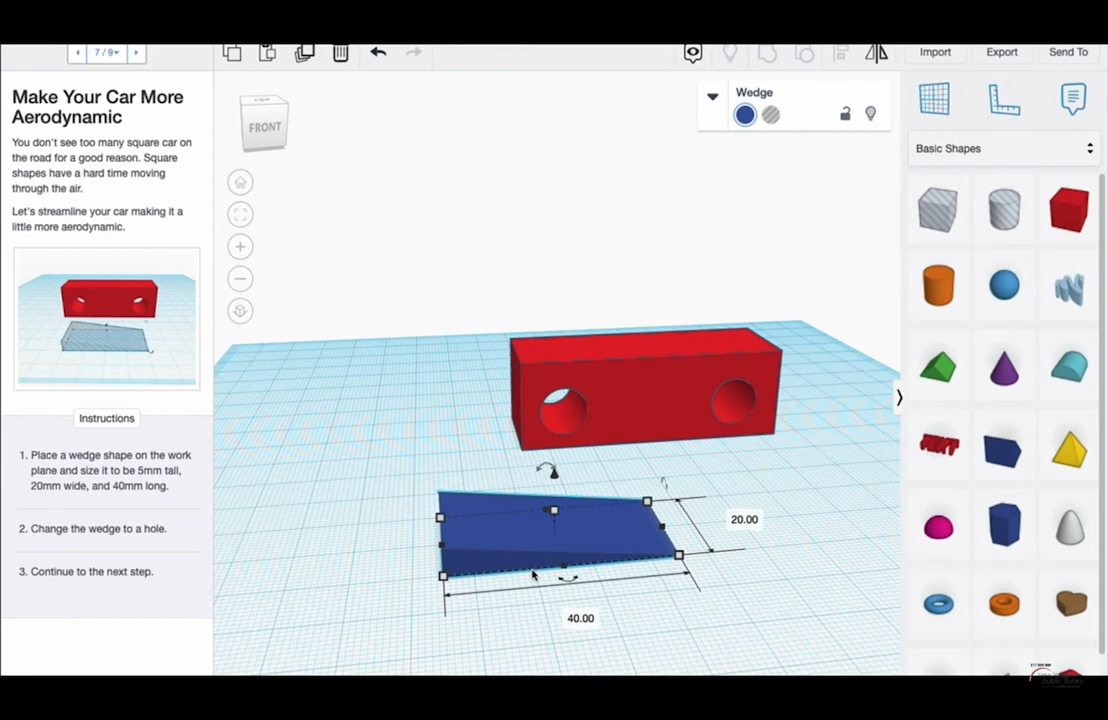 7/9
Import
Export
Send To
Make Your Car More
Aerodynamic
You don't see too many square car on
the road for a good reason. Square
shapes have a hard time moving
through the air.
Let's streamline your car making it a
little more aerodynamic.
Instructions
1. Place a wedge shape on the work
plane and size it to be 5mm tall,
20mm wide, and 40mm long.
2. Change the wedge to a hole.
3. Continue to the next step.
FRONT
Wedge
20.00
40.00
Basic Shapes
TEXT
public library